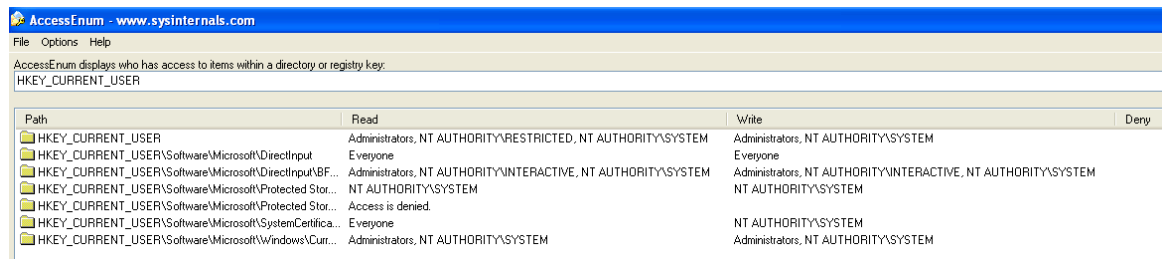 AccessEnum - www.sysinternals.com
File Options Help
AccessEnum displays who has access to items within a directory or registry key:
HKEY_CURRENT_USER
Path Read Write Deny
HKEY_CURRENT_USER Administrators, NT AUTHORITY\RESTRICTED, NT AUTHORITY\SYSTEM Administrators, NT AUTHORITY\SYSTEM
HKEY_CURRENT_USER\Software\Microsoft\DirectInput Everyone Everyone
HKEY_CURRENT_USER\Software\Microsoft\DirectInput\BF... Administrators, NT AUTHORITY\INTERACTIVE, NT AUTHORITY\SYSTEM Administrators, NT AUTHORITY\INTERACTIVE, NT AUTHORITY\SYSTEM
HKEY_CURRENT_USER\Software\Microsoft\Protected Stor... NT AUTHORITY\SYSTEM NT AUTHORITY\SYSTEM
HKEY_CURRENT_USER\Software\Microsoft\Protected Stor... Access is denied.
HKEY_CURRENT_USER\Software\Microsoft\SystemCertifica... Everyone NT AUTHORITY\SYSTEM
HKEY_CURRENT_USER\Software\Microsoft\Windows\Curr... Administrators, NT AUTHORITY\SYSTEM Administrators, NT AUTHORITY\SYSTEM